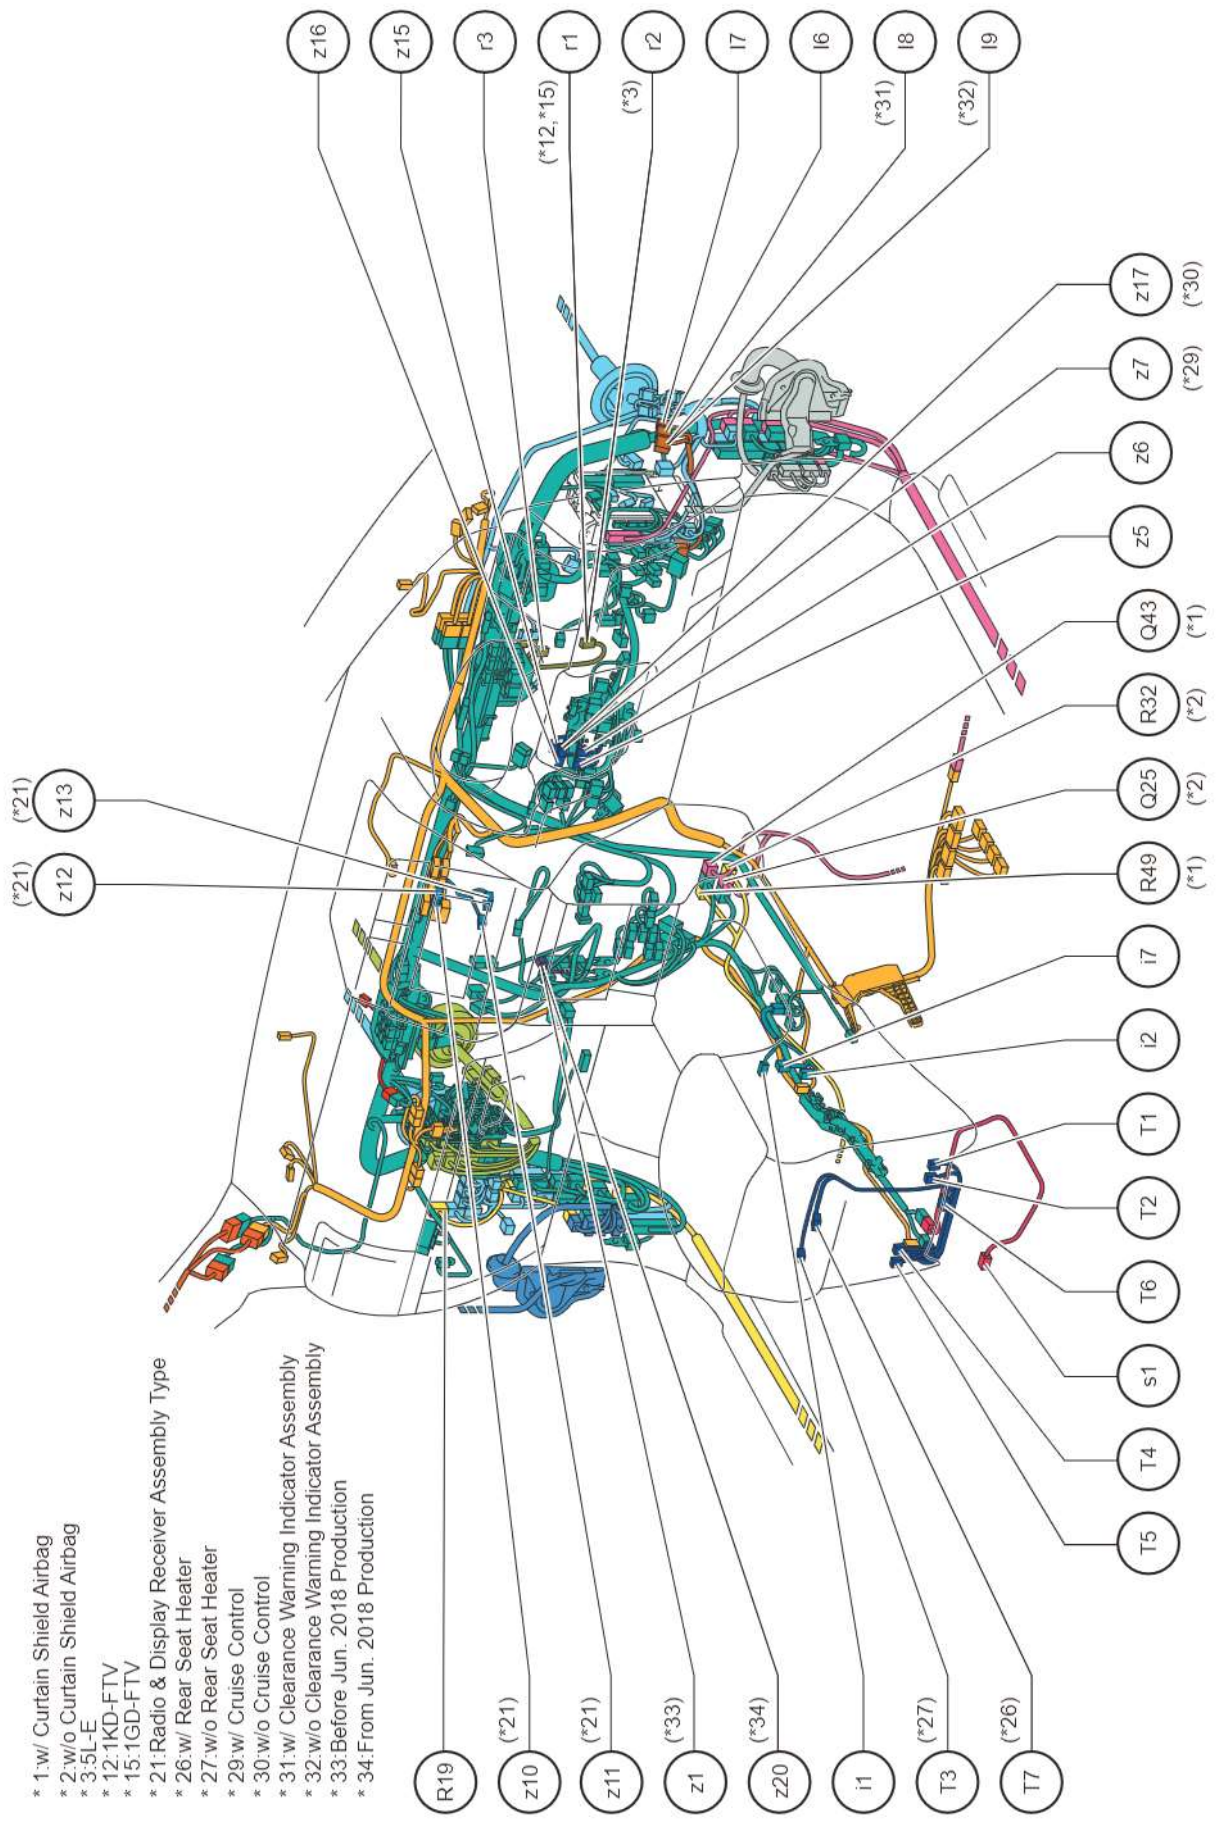 * 1:w/ Curtain Shield Airbag
* 2:w/o Curtain Shield Airbag
* 3:5L-E
* 12:1KD-FTV
* 15:1GD-FTV
* 21:Radio & Display Receiver Assembly Type
* 26:w/ Rear Seat Heater
* 27:w/o Rear Seat Heater
* 29:w/ Cruise Control
* 30:w/o Cruise Control
* 31:w/ Clearance Warning Indicator Assembly
* 32:w/o Clearance Warning Indicator Assembly
* 33:Before Jun. 2018 Production
* 34:From Jun. 2018 Production
(*21)
z12
(*21)
z13
R19
(*21)
z10
(*21)
z11
(*33)
z1
(*34)
z20
i1
(*27)
T3
(*26)
T7
z16
z15
r3
(*12, *15)
r1
(*3)
r2
I7
I6
(*31)
I8
(*32)
I9
T5
T4
s1
T6
T2
T1
i2
i7
R49
(*1)
Q25
(*2)
R32
(*2)
Q43
(*1)
z5
z6
z7
(*29)
z17
(*30)